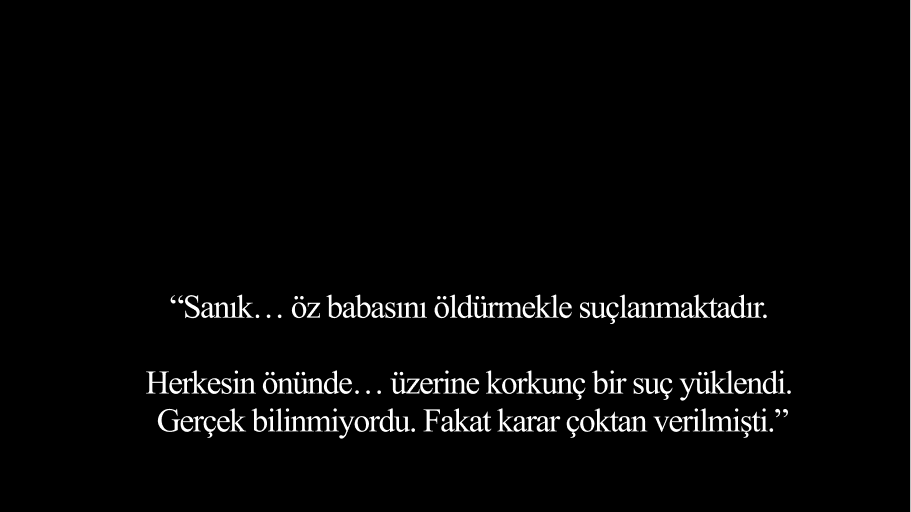 “Sanık… öz babasını öldürmekle suçlanmaktadır.
Herkesin önünde… üzerine korkunç bir suç yüklendi.
Gerçek bilinmiyordu. Fakat karar çoktan verilmişti.”